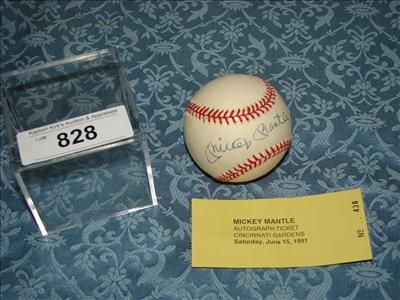 Captain Kirk's Auction & Appraisals
Lot# 828
Mickey Mantle
MICKEY MANTLE
AUTOGRAPH TICKET
CINCINNATI GARDENS
Saturday, June 15, 1991
No 438